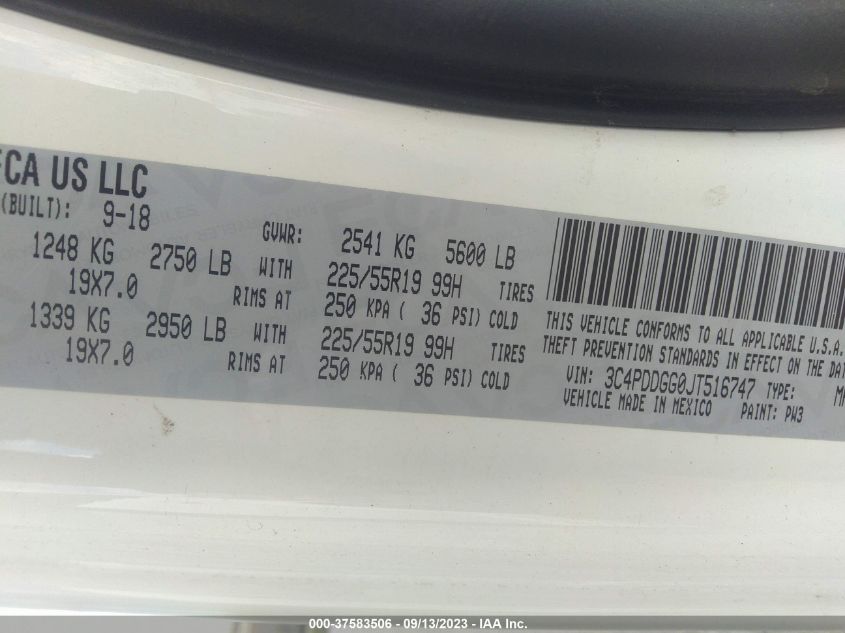 FCA US LLC
(BUILT): 9-18 GVWR: 2541 KG 5600 LB
1248 KG 2750 LB WITH 225/55R19 99H TIRES
19X7.0 RIMS AT 250 KPA ( 36 PSI) COLD
1339 KG 2950 LB WITH 225/55R19 99H TIRES
19X7.0 RIMS AT 250 KPA ( 36 PSI) COLD
THIS VEHICLE CONFORMS TO ALL APPLICABLE U.S.A.
THEFT PREVENTION STANDARDS IN EFFECT ON THE DAT
VIN: 3C4PDDGG0JT516747 TYPE: MP
VEHICLE MADE IN MEXICO PAINT: PW3
000-37583506 - 09/13/2023 - IAA Inc.